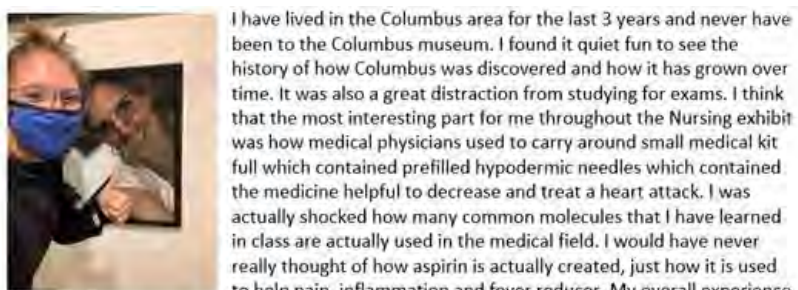 I have lived in the Columbus area for the last 3 years and never have
been to the Columbus museum. I found it quiet fun to see the
history of how Columbus was discovered and how it has grown over
time. It was also a great distraction from studying for exams. I think
that the most interesting part for me throughout the Nursing exhibit
was how medical physicians used to carry around small medical kit
full which contained prefilled hypodermic needles which contained
the medicine helpful to decrease and treat a heart attack. I was
actually shocked how many common molecules that I have learned
in class are actually used in the medical field. I would have never
really thought of how aspirin is actually created, just how it is used
to help pain, inflammation and fever reducer. My overall experience